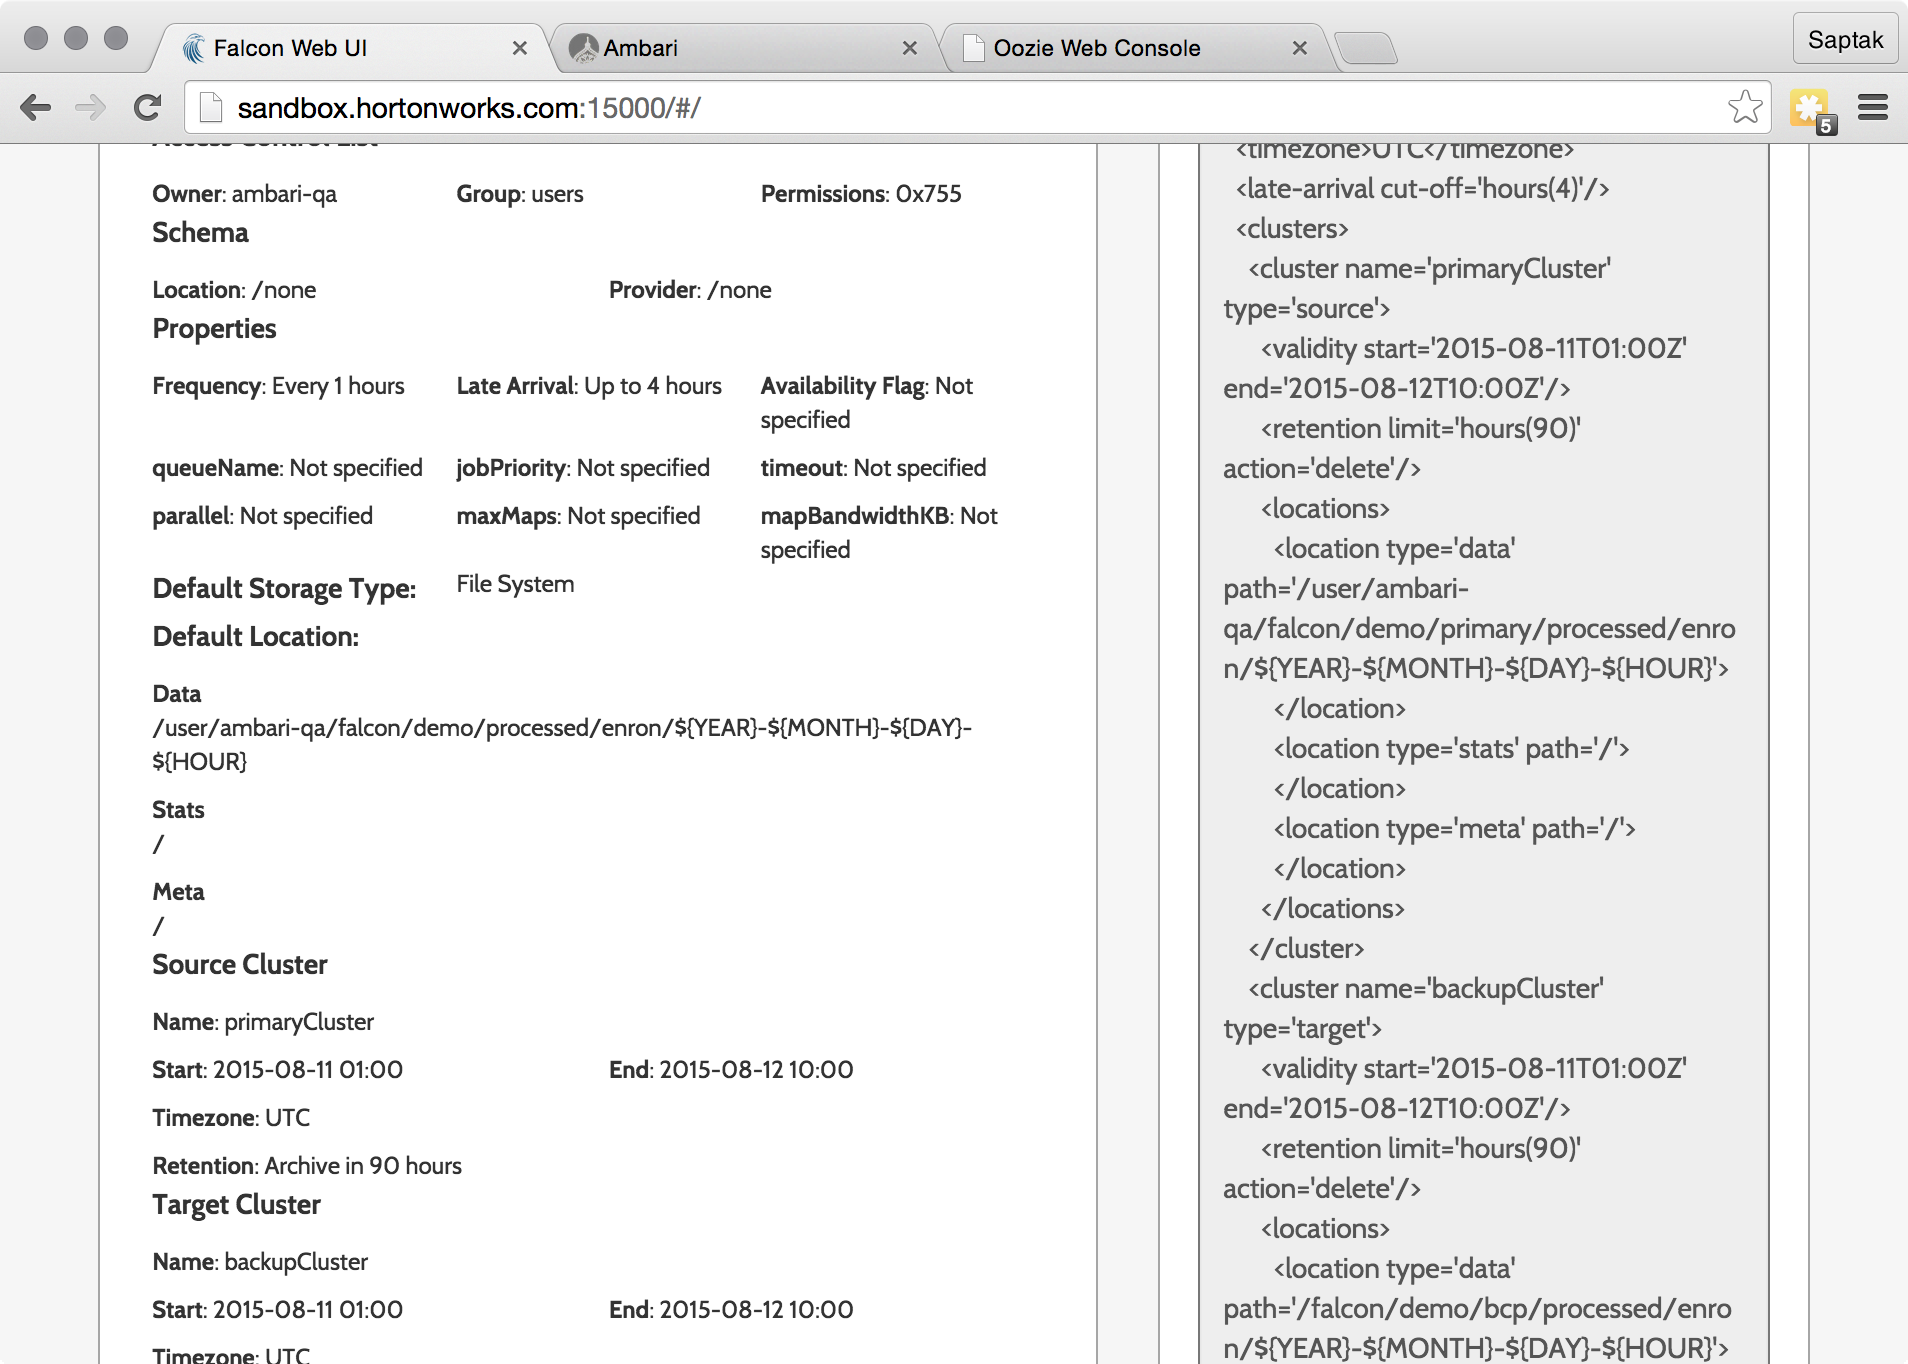 Falcon Web UI
Ambari
Oozie Web Console
Saptak
sandbox.hortonworks.com:15000/#/
5
Access Control List
Owner: ambari-qa Group: users Permissions: 0x755
Schema
Location: /none Provider: /none
Properties
Frequency: Every 1 hours Late Arrival: Up to 4 hours Availability Flag: Not
specified
queueName: Not specified jobPriority: Not specified timeout: Not specified
parallel: Not specified maxMaps: Not specified mapBandwidthKB: Not
specified
Default Storage Type: File System
Default Location:
Data
/user/ambari-qa/falcon/demo/processed/enron/${YEAR}-${MONTH}-${DAY}-
${HOUR}
Stats
/
Meta
/
Source Cluster
Name: primaryCluster
Start: 2015-08-11 01:00 End: 2015-08-12 10:00
Timezone: UTC
Retention: Archive in 90 hours
Target Cluster
Name: backupCluster
Start: 2015-08-11 01:00 End: 2015-08-12 10:00
Timezone: UTC
<timezone>UTC</timezone>
<late-arrival cut-off='hours(4)'/>
<clusters>
<cluster name='primaryCluster'
type='source'>
<validity start='2015-08-11T01:00Z'
end='2015-08-12T10:00Z'/>
<retention limit='hours(90)'
action='delete'/>
<locations>
<location type='data'
path='/user/ambari-
qa/falcon/demo/primary/processed/enro
n/${YEAR}-${MONTH}-${DAY}-${HOUR}'>
</location>
<location type='stats' path='/'>
</location>
<location type='meta' path='/'>
</location>
</locations>
</cluster>
<cluster name='backupCluster'
type='target'>
<validity start='2015-08-11T01:00Z'
end='2015-08-12T10:00Z'/>
<retention limit='hours(90)'
action='delete'/>
<locations>
<location type='data'
path='/falcon/demo/bcp/processed/enro
n/${YEAR}-${MONTH}-${DAY}-${HOUR}'>